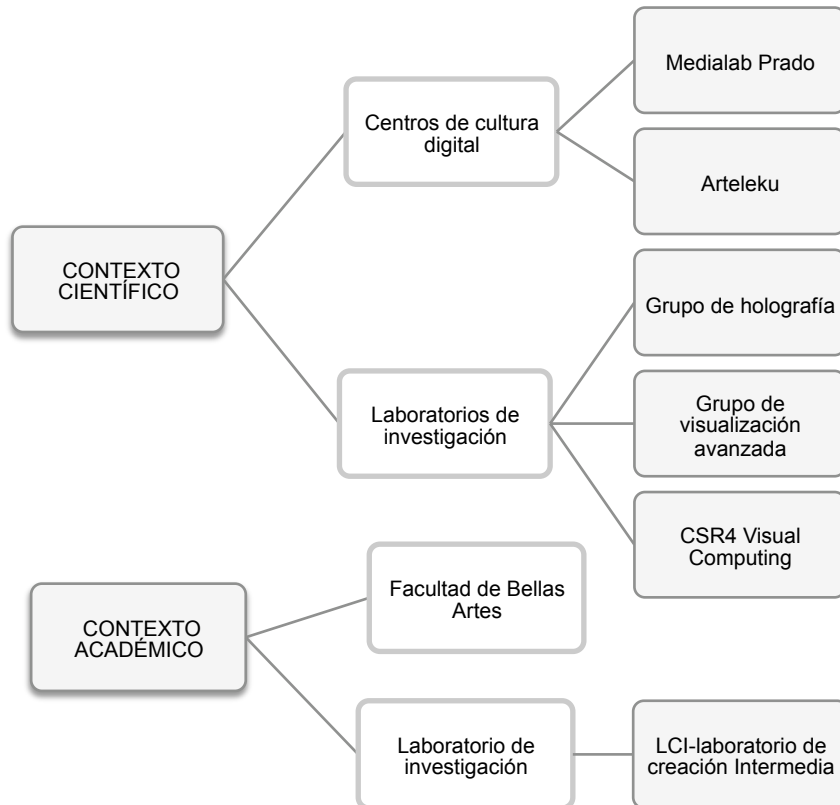 Medialab Prado
Centros de cultura
digital
Arteleku
CONTEXTO
CIENTÍFICO
Grupo de holografía
Laboratorios de
investigación
Grupo de
visualización
avanzada
CSR4 Visual
Computing
Facultad de Bellas
Artes
CONTEXTO
ACADÉMICO
Laboratorio de
investigación
LCI-laboratorio de
creación Intermedia